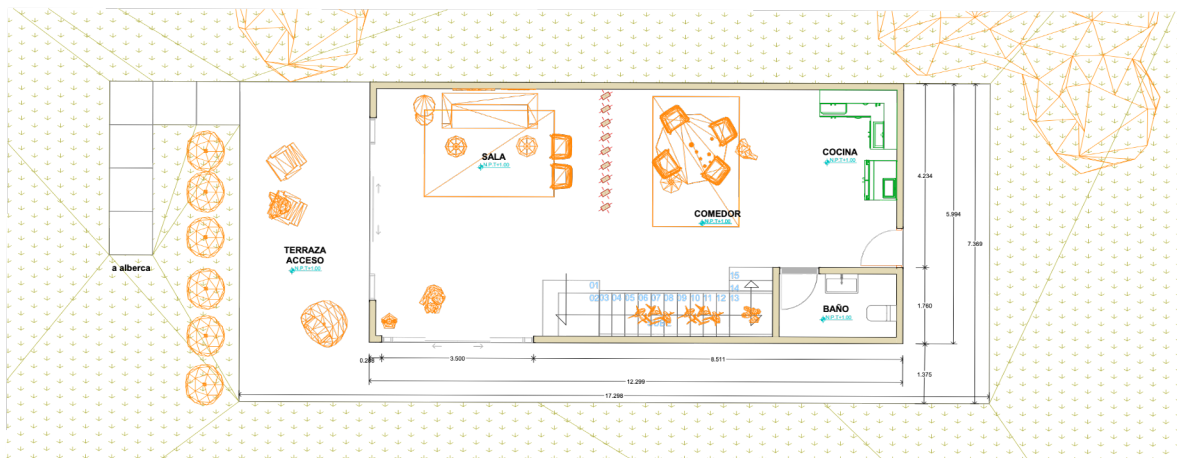 SALA
N.P.T+1.00
COCINA
N.P.T+1.00
COMEDOR
N.P.T+1.00
4.234
5.994
7.369
TERRAZA
ACCESO
N.P.T+1.00
a alberca
01
02 03 04 05 06 07 08 09 10 11 12 13
14
15
SUBE
BAÑO
N.P.T+1.00
1.760
0.288
3.500
8.511
1.375
12.299
17.298